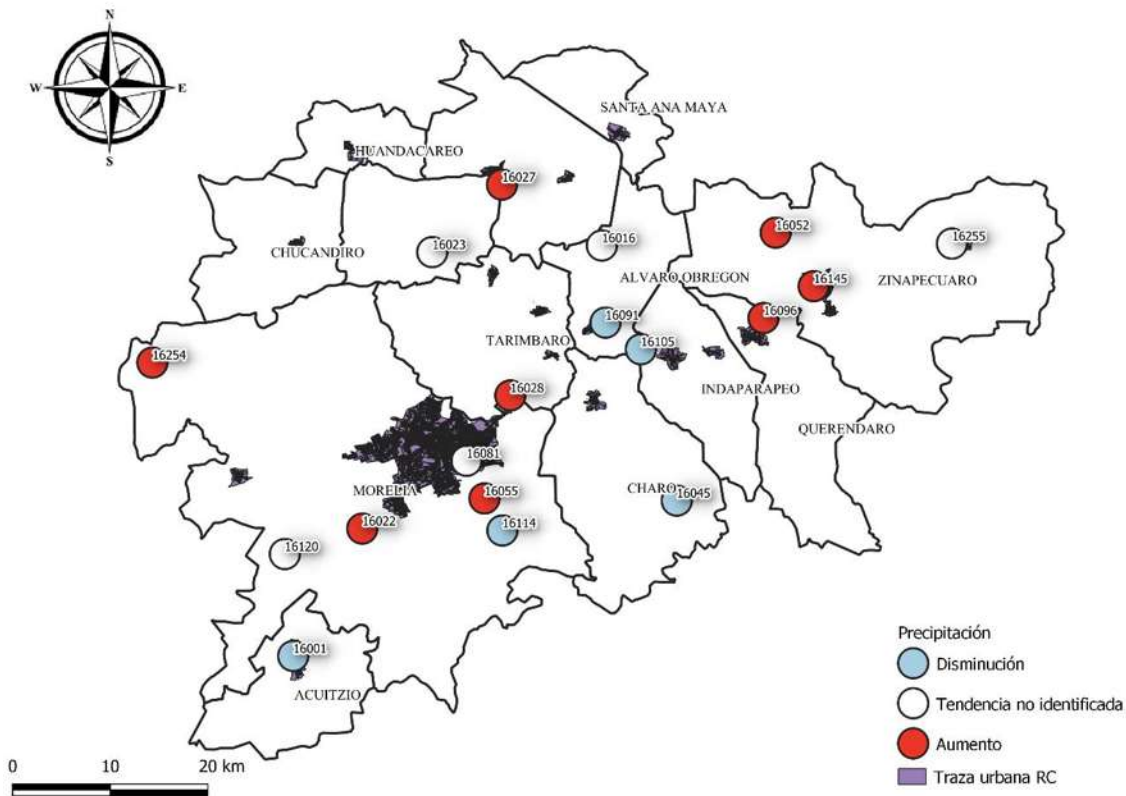 N
W
E
S
SANTA ANA MAYA
HUANDACAREO
16027
16052
16023
16016
16255
CHUCANDIRO
ALVARO OBREGON
ZINAPECUARO
16145
16091
16096
TARIMBARO
16105
16254
INDAPARAPEO
16028
QUERENDARO
16081
MORELIA
CHARO
16055
16045
16022
16114
16120
16001
ACUITZIO
Precipitación
Disminución
Tendencia no identificada
Aumento
Traza urbana RC
0 10 20 km